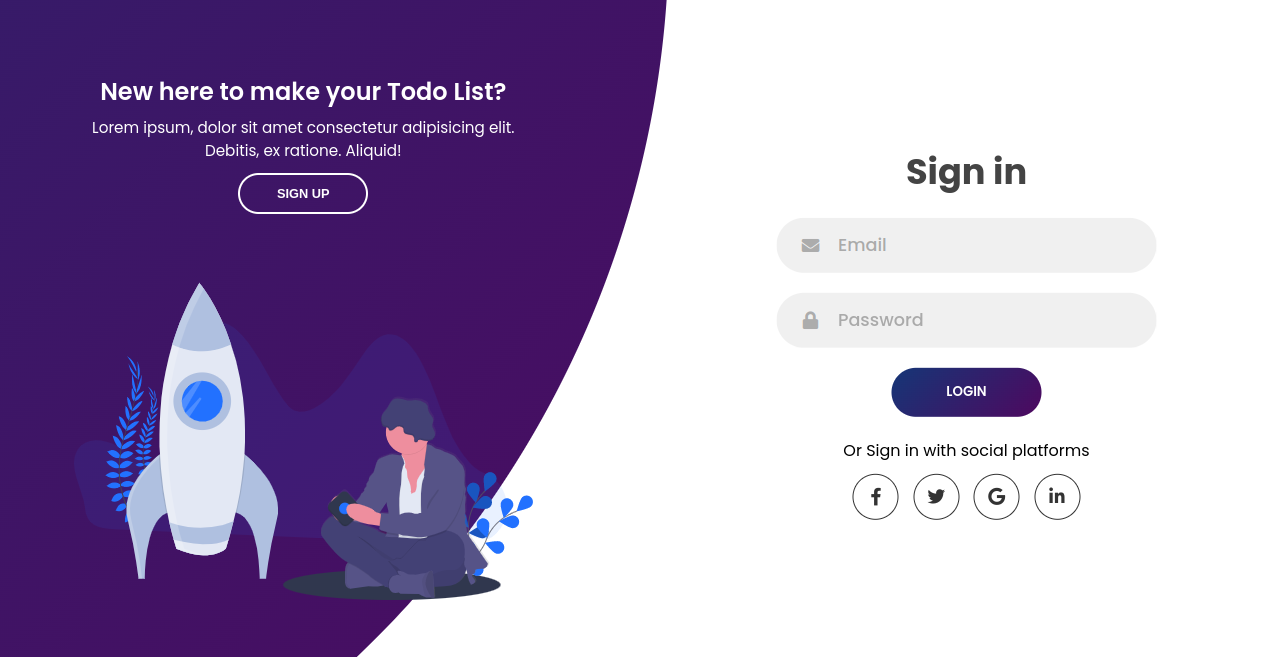 New here to make your Todo List?
Lorem ipsum, dolor sit amet consectetur adipisicing elit.
Debitis, ex ratione. Aliquid!
SIGN UP
Sign in
Email
Password
LOGIN
Or Sign in with social platforms